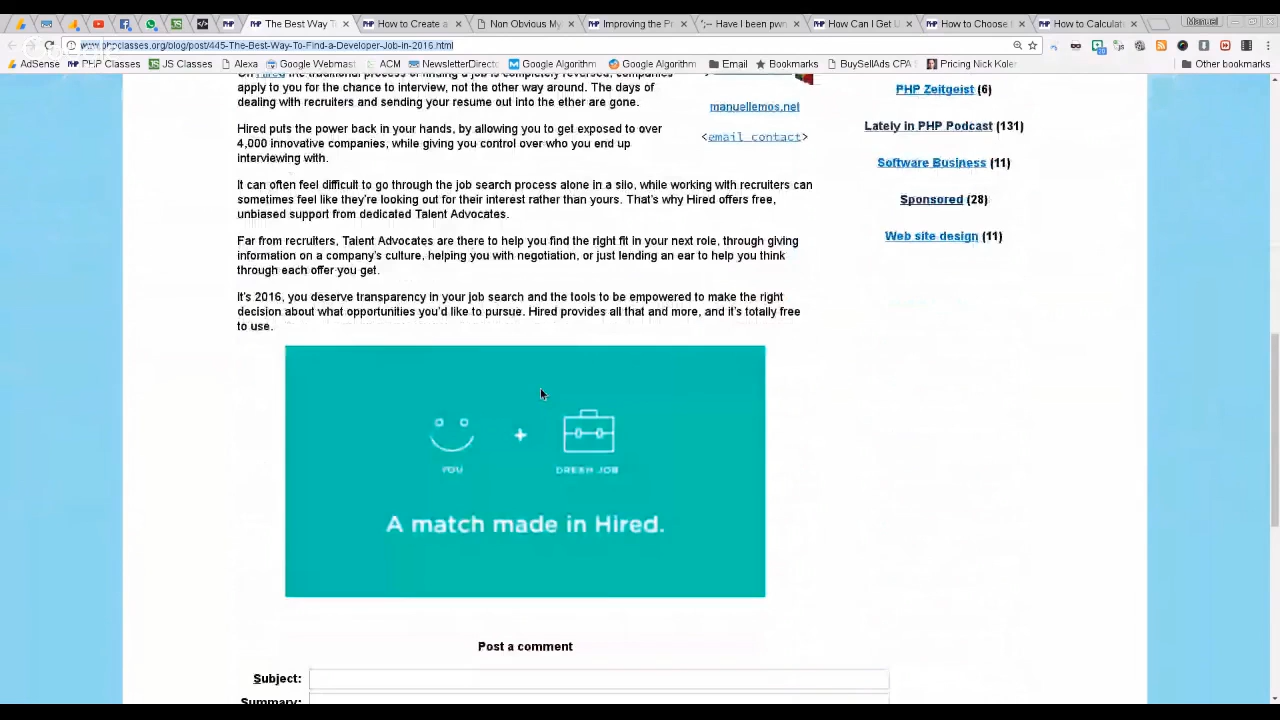 The Best Way T
How to Create a
Non Obvious My
Improving the Pr
Have I been pwn
How Can I Get
How to Choose
How to Calculat
Manuel
www.phpclasses.org/blog/post/445-The-Best-Way-To-Find-a-Developer-Job-in-2016.html
AdSense
PHP Classes
JS Classes
Alexa
Google Webmast
ACM
NewsletterDirect
Google Algorithm
Google Algorithm
Email
Bookmarks
BuySellAds CPA
Pricing Nick Koler
Other bookmarks
On Hired the traditional process of finding a job is completely reversed, companies
apply to you for the chance to interview, not the other way around. The days of
dealing with recruiters and sending your resume out into the ether are gone.
Hired puts the power back in your hands, by allowing you to get exposed to over
4,000 innovative companies, while giving you control over who you end up
interviewing with.
It can often feel difficult to go through the job search process alone in a silo, while working with recruiters can
sometimes feel like they're looking out for their interest rather than yours. That's why Hired offers free,
unbiased support from dedicated Talent Advocates.
Far from recruiters, Talent Advocates are there to help you find the right fit in your next role, through giving
information on a company's culture, helping you with negotiation, or just lending an ear to help you think
through each offer you get.
It's 2016, you deserve transparency in your job search and the tools to be empowered to make the right
decision about what opportunities you'd like to pursue. Hired provides all that and more, and it's totally free
to use.
manuellemos.net
<email contact>
PHP Zeitgeist (6)
Lately in PHP Podcast (131)
Software Business (11)
Sponsored (28)
Web site design (11)
YOU
+
DREAM JOB
A match made in Hired.
Post a comment
Subject:
Summary: